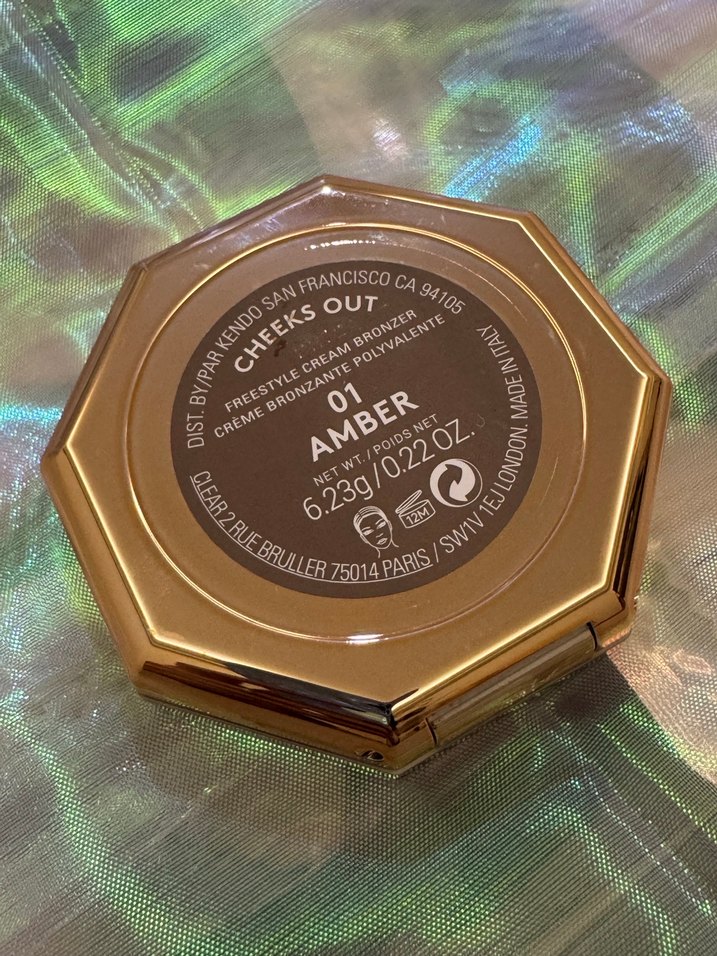 DIST. BY/PAR KENDO SAN FRANCISCO CA 94105
CHEEKS OUT
FREESTYLE CREAM BRONZER
CRÈME BRONZANTE POLYVALENTE
01
AMBER
NET WT./POIDS NET
6.23g/0.22 OZ.
12M
CLEAR 2 RUE BRULLER 75014 PARIS / SW1V 1EJ LONDON. MADE IN ITALY